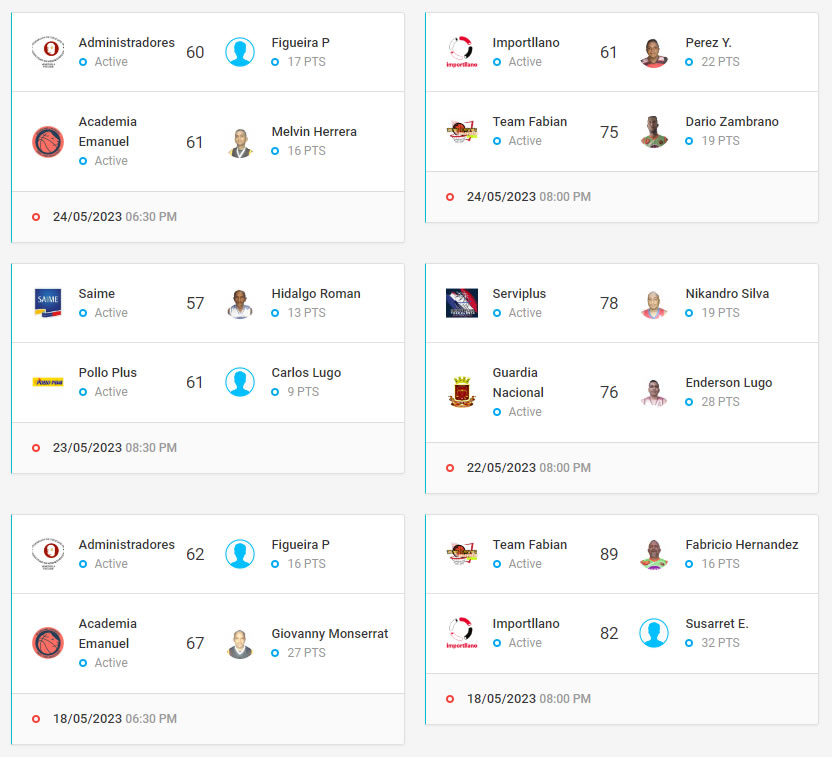 Administradores
Active
60
Figueira P
17 PTS
Academia
Emanuel
Active
61
Melvin Herrera
16 PTS
24/05/2023 06:30 PM
importllano
Importllano
Active
61
Perez Y.
22 PTS
Team Fabian
Active
75
Dario Zambrano
19 PTS
24/05/2023 08:00 PM
SAIME
Saime
Active
57
Hidalgo Roman
13 PTS
Pollo Plus
Active
61
Carlos Lugo
9 PTS
23/05/2023 08:30 PM
Serviplus
Active
78
Nikandro Silva
19 PTS
Guardia
Nacional
Active
76
Enderson Lugo
28 PTS
22/05/2023 08:00 PM
Administradores
Active
62
Figueira P
16 PTS
Academia
Emanuel
Active
67
Giovanny Monserrat
27 PTS
18/05/2023 06:30 PM
Team Fabian
Active
89
Fabricio Hernandez
16 PTS
importllano
Importllano
Active
82
Susarret E.
32 PTS
18/05/2023 08:00 PM